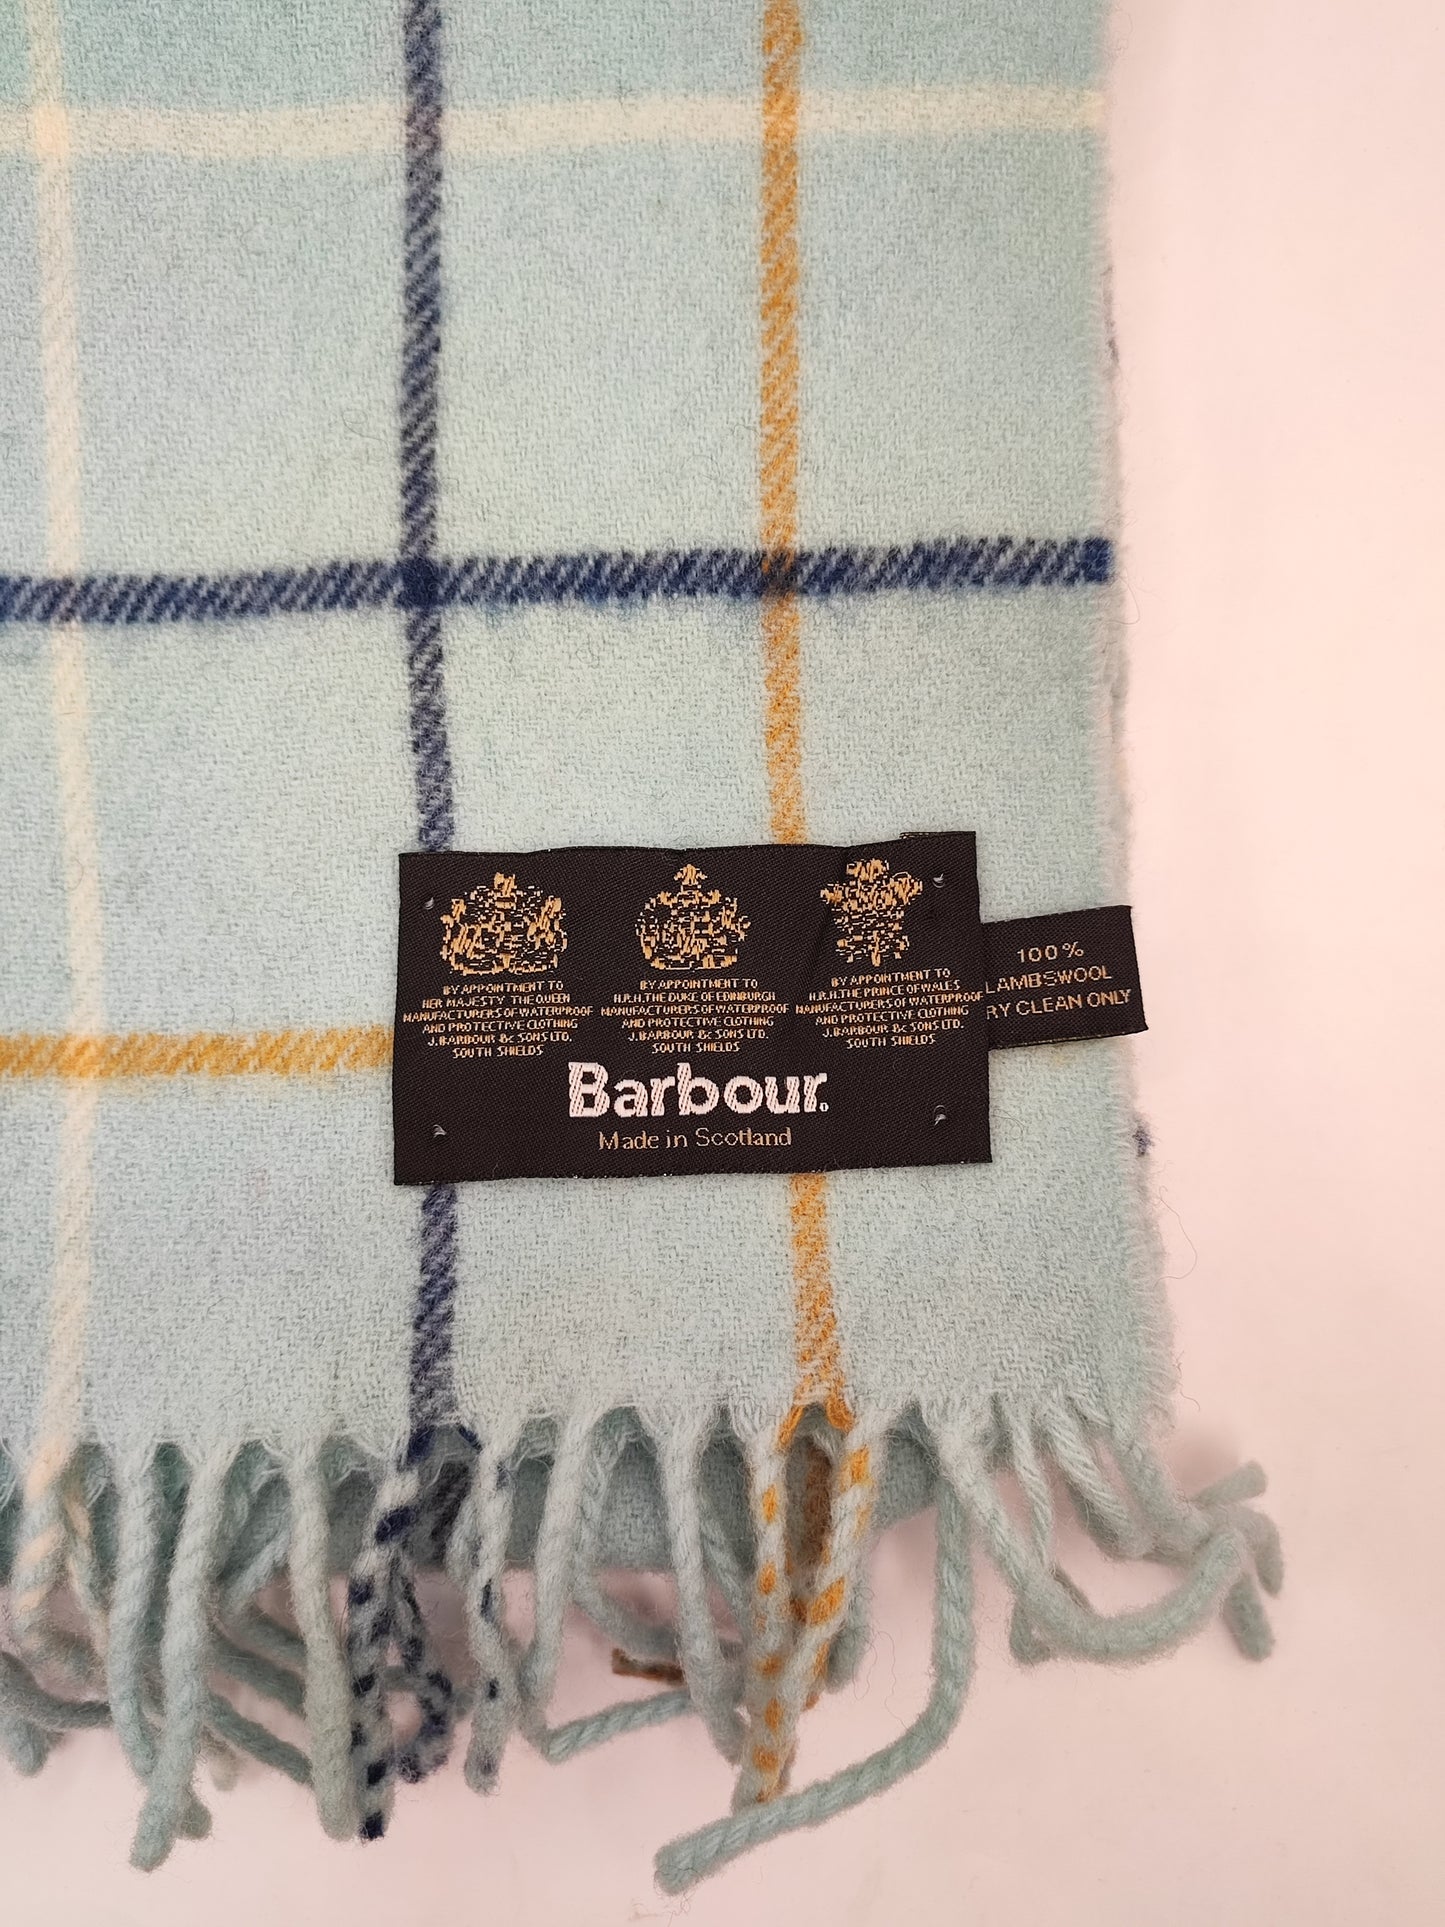 BY APPOINTMENT TO
HER MAJESTY THE QUEEN
MANUFACTURERS OF WATERPROOF
AND PROTECTIVE CLOTHING
J. BARBOUR & SONS LTD.
SOUTH SHIELDS
BY APPOINTMENT TO
H.R.H. THE DUKE OF EDINBURGH
MANUFACTURERS OF WATERPROOF
AND PROTECTIVE CLOTHING
J. BARBOUR & SONS LTD.
SOUTH SHIELDS
BY APPOINTMENT TO
H.R.H. THE PRINCE OF WALES
MANUFACTURERS OF WATERPROOF
AND PROTECTIVE CLOTHING
J. BARBOUR & SONS LTD.
SOUTH SHIELDS
Barbour
Made in Scotland
100%
LAMBSWOOL
RY CLEAN ONLY